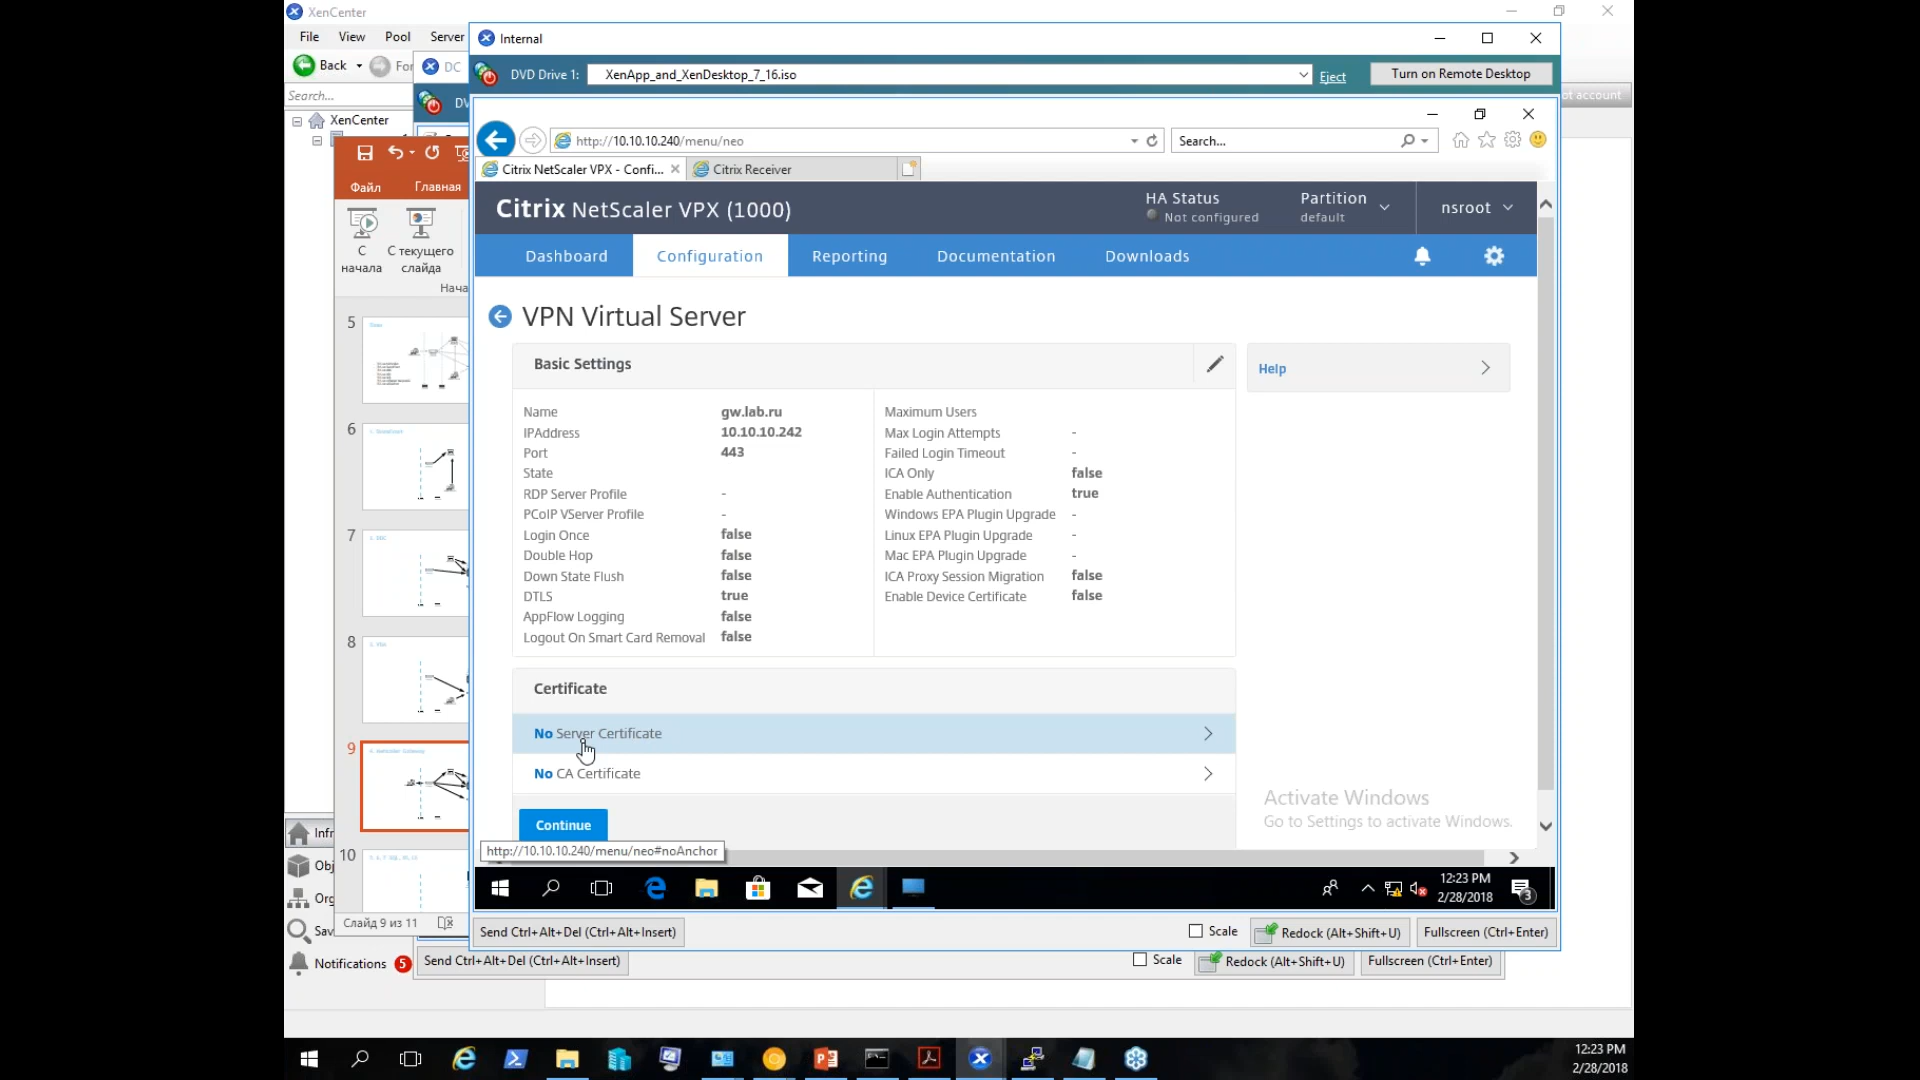 XenCenter
File View Pool Server
Back
For
Search...
XenCenter
DC
ot account
Internal
DVD Drive 1: XenApp_and_XenDesktop_7_16.iso Eject Turn on Remote Desktop
http://10.10.10.240/menu/neo
Search...
Citrix NetScaler VPX - Confi...
Citrix Receiver
Citrix NetScaler VPX (1000)
HA Status
Not configured
Partition
default
nsroot
Dashboard Configuration Reporting Documentation Downloads
VPN Virtual Server
Basic Settings
Help
Name gw.lab.ru
IPAddress 10.10.10.242
Port 443
State
RDP Server Profile -
PCoIP VServer Profile -
Login Once false
Double Hop false
Down State Flush false
DTLS true
AppFlow Logging false
Logout On Smart Card Removal false
Maximum Users
Max Login Attempts -
Failed Login Timeout -
ICA Only false
Enable Authentication true
Windows EPA Plugin Upgrade -
Linux EPA Plugin Upgrade -
Mac EPA Plugin Upgrade -
ICA Proxy Session Migration false
Enable Device Certificate false
Certificate
No Server Certificate
No CA Certificate
Continue
http://10.10.10.240/menu/neo#noAnchor
Activate Windows
Go to Settings to activate Windows.
12:23 PM
2/28/2018
3
Send Ctrl+Alt+Del (Ctrl+Alt+Insert)
Scale
Redock (Alt+Shift+U)
Fullscreen (Ctrl+Enter)
Файл Главная
С начала
С текущего слайда
Нача
5
6
7
8
9
10
Слайд 9 из 11
Infr
Obj
Org
Sav
Notifications 5
Send Ctrl+Alt+Del (Ctrl+Alt+Insert)
Scale
Redock (Alt+Shift+U)
Fullscreen (Ctrl+Enter)
12:23 PM
2/28/2018